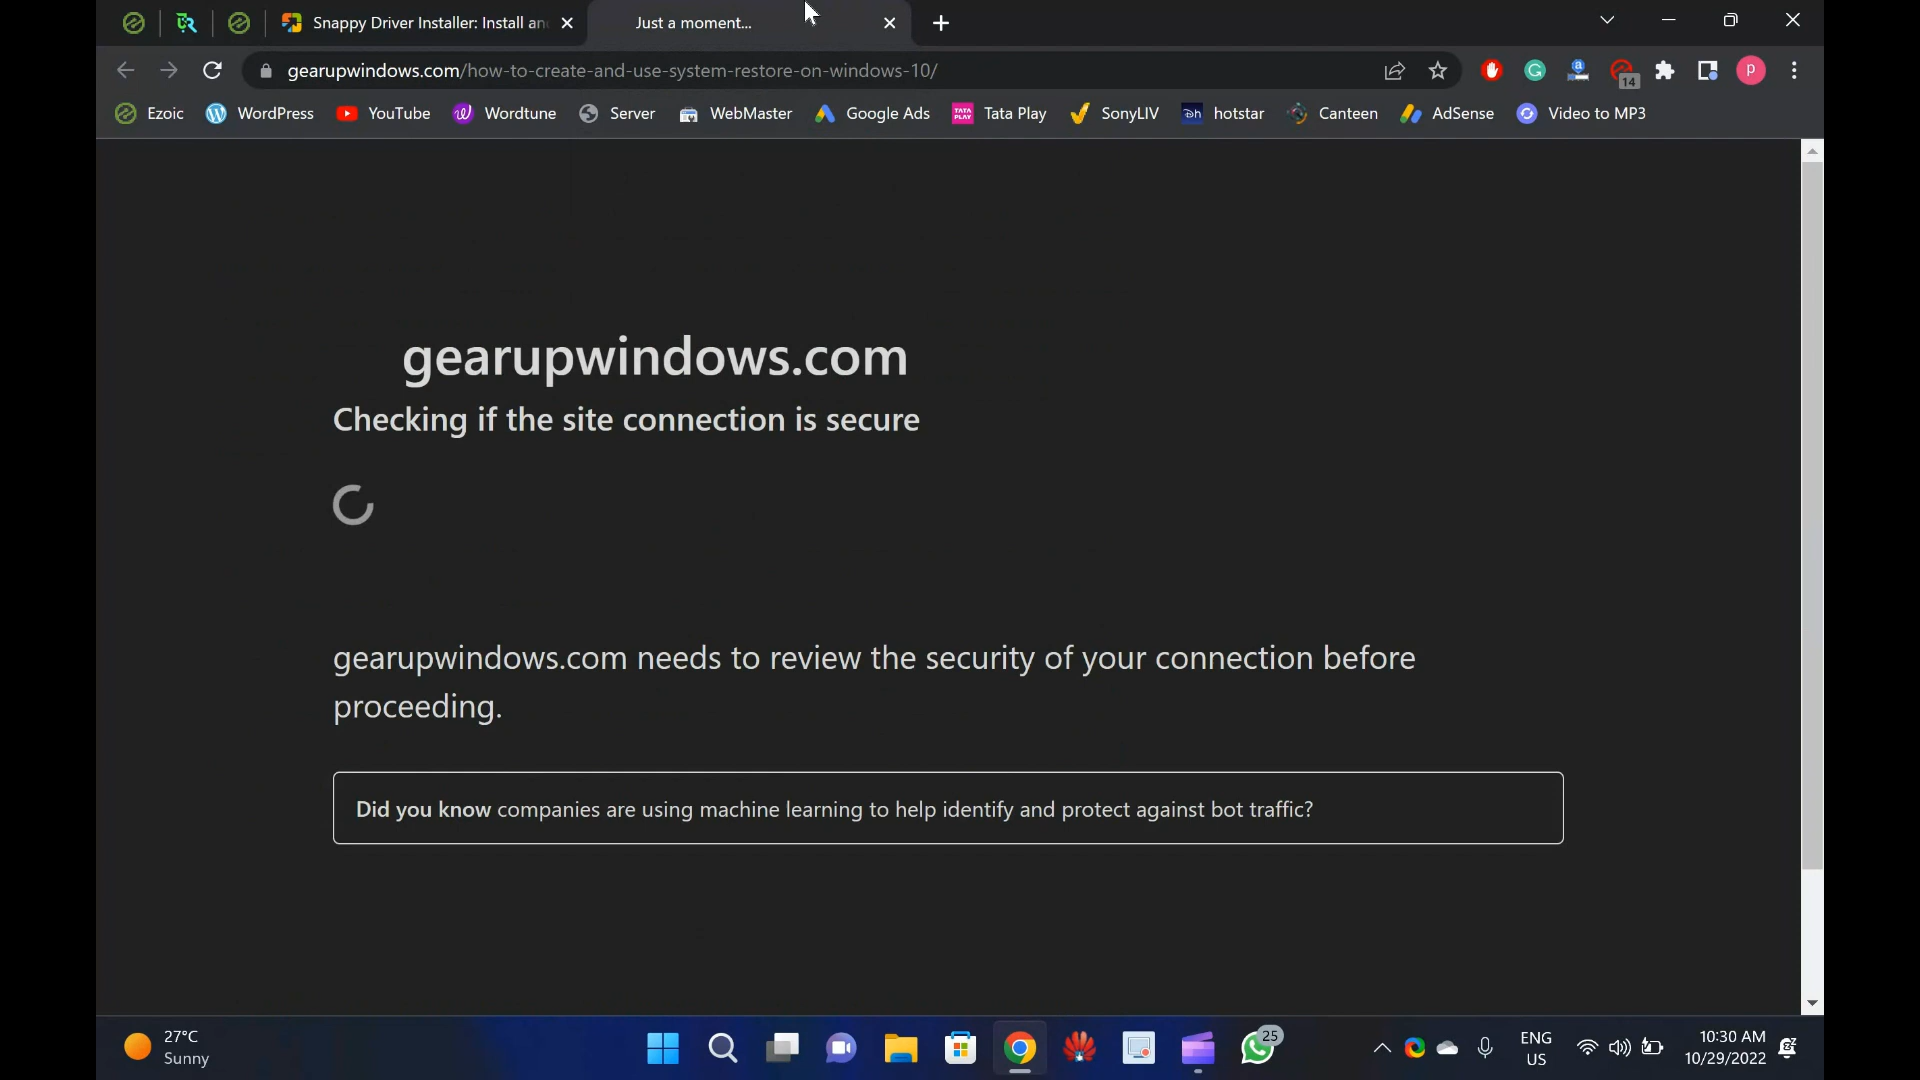 Snappy Driver Installer: Install an
Just a moment...
gearupwindows.com/how-to-create-and-use-system-restore-on-windows-10/
14
P
Ezoic
WordPress
YouTube
Wordtune
Server
WebMaster
Google Ads
TATA PLAY
Tata Play
SonyLIV
hotstar
Canteen
AdSense
Video to MP3
gearupwindows.com
Checking if the site connection is secure
gearupwindows.com needs to review the security of your connection before
proceeding.
Did you know companies are using machine learning to help identify and protect against bot traffic?
27°C
Sunny
25
ENG
US
10:30 AM
10/29/2022